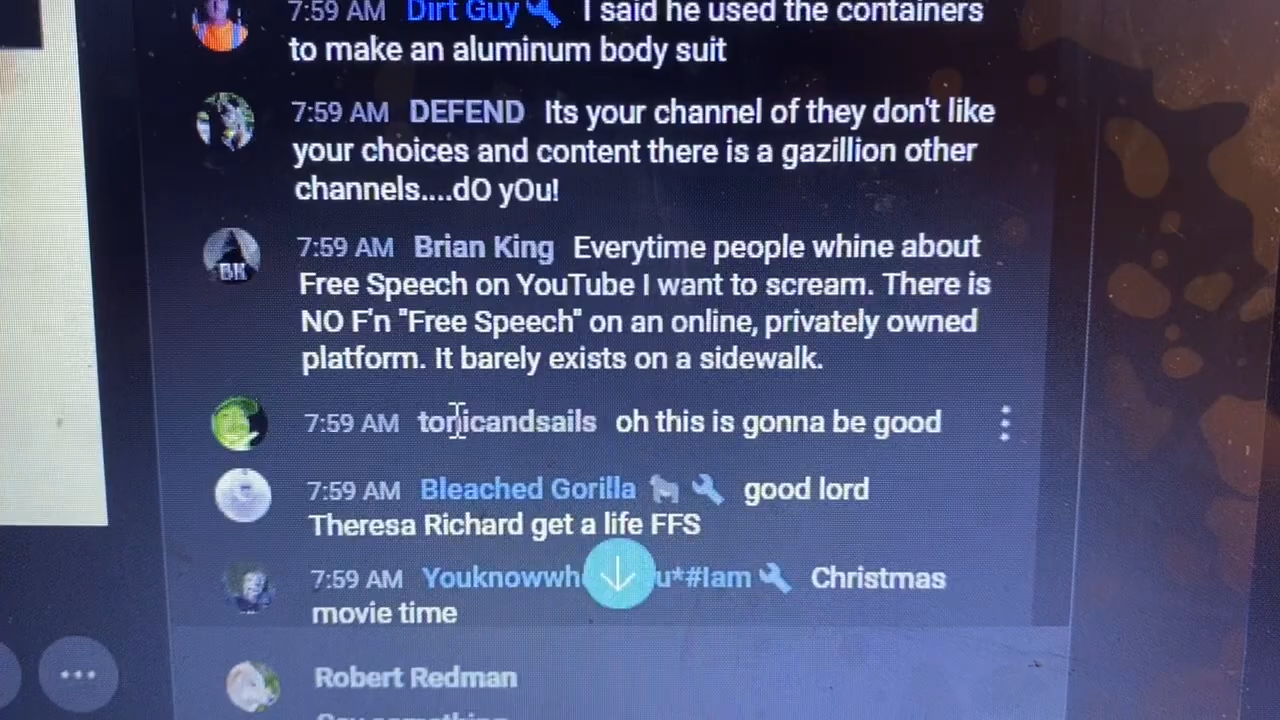 7:59 AM Dirt Guy I said he used the containers
to make an aluminum body suit
7:59 AM DEFEND Its your channel of they don't like
your choices and content there is a gazillion other
channels....dO yOu!
BK
7:59 AM Brian King Everytime people whine about
Free Speech on YouTube I want to scream. There is
NO F'n "Free Speech" on an online, privately owned
platform. It barely exists on a sidewalk.
7:59 AM tonicandsails oh this is gonna be good
7:59 AM Bleached Gorilla good lord
Theresa Richard get a life FFS
7:59 AM Christmas
movie time
Robert Redman
Say something